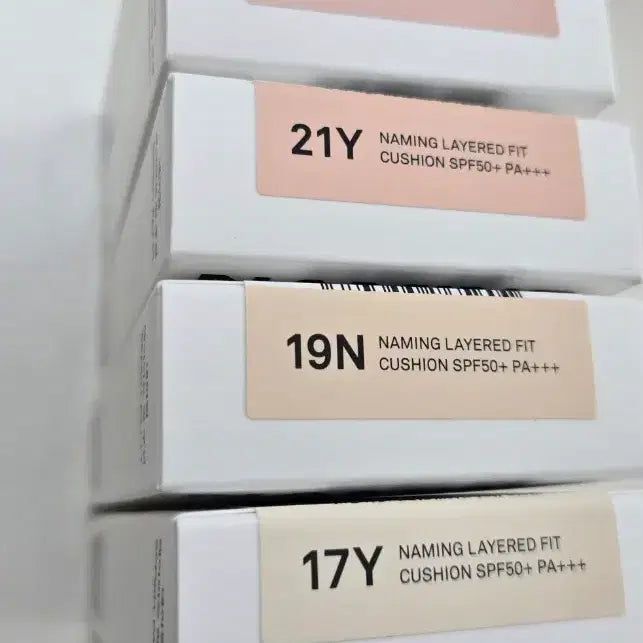 21Y
NAMING LAYERED FIT
CUSHION SPF50+ PA+++
19N
NAMING LAYERED FIT
CUSHION SPF50+ PA+++
17Y
NAMING LAYERED FIT
CUSHION SPF50+ PA+++